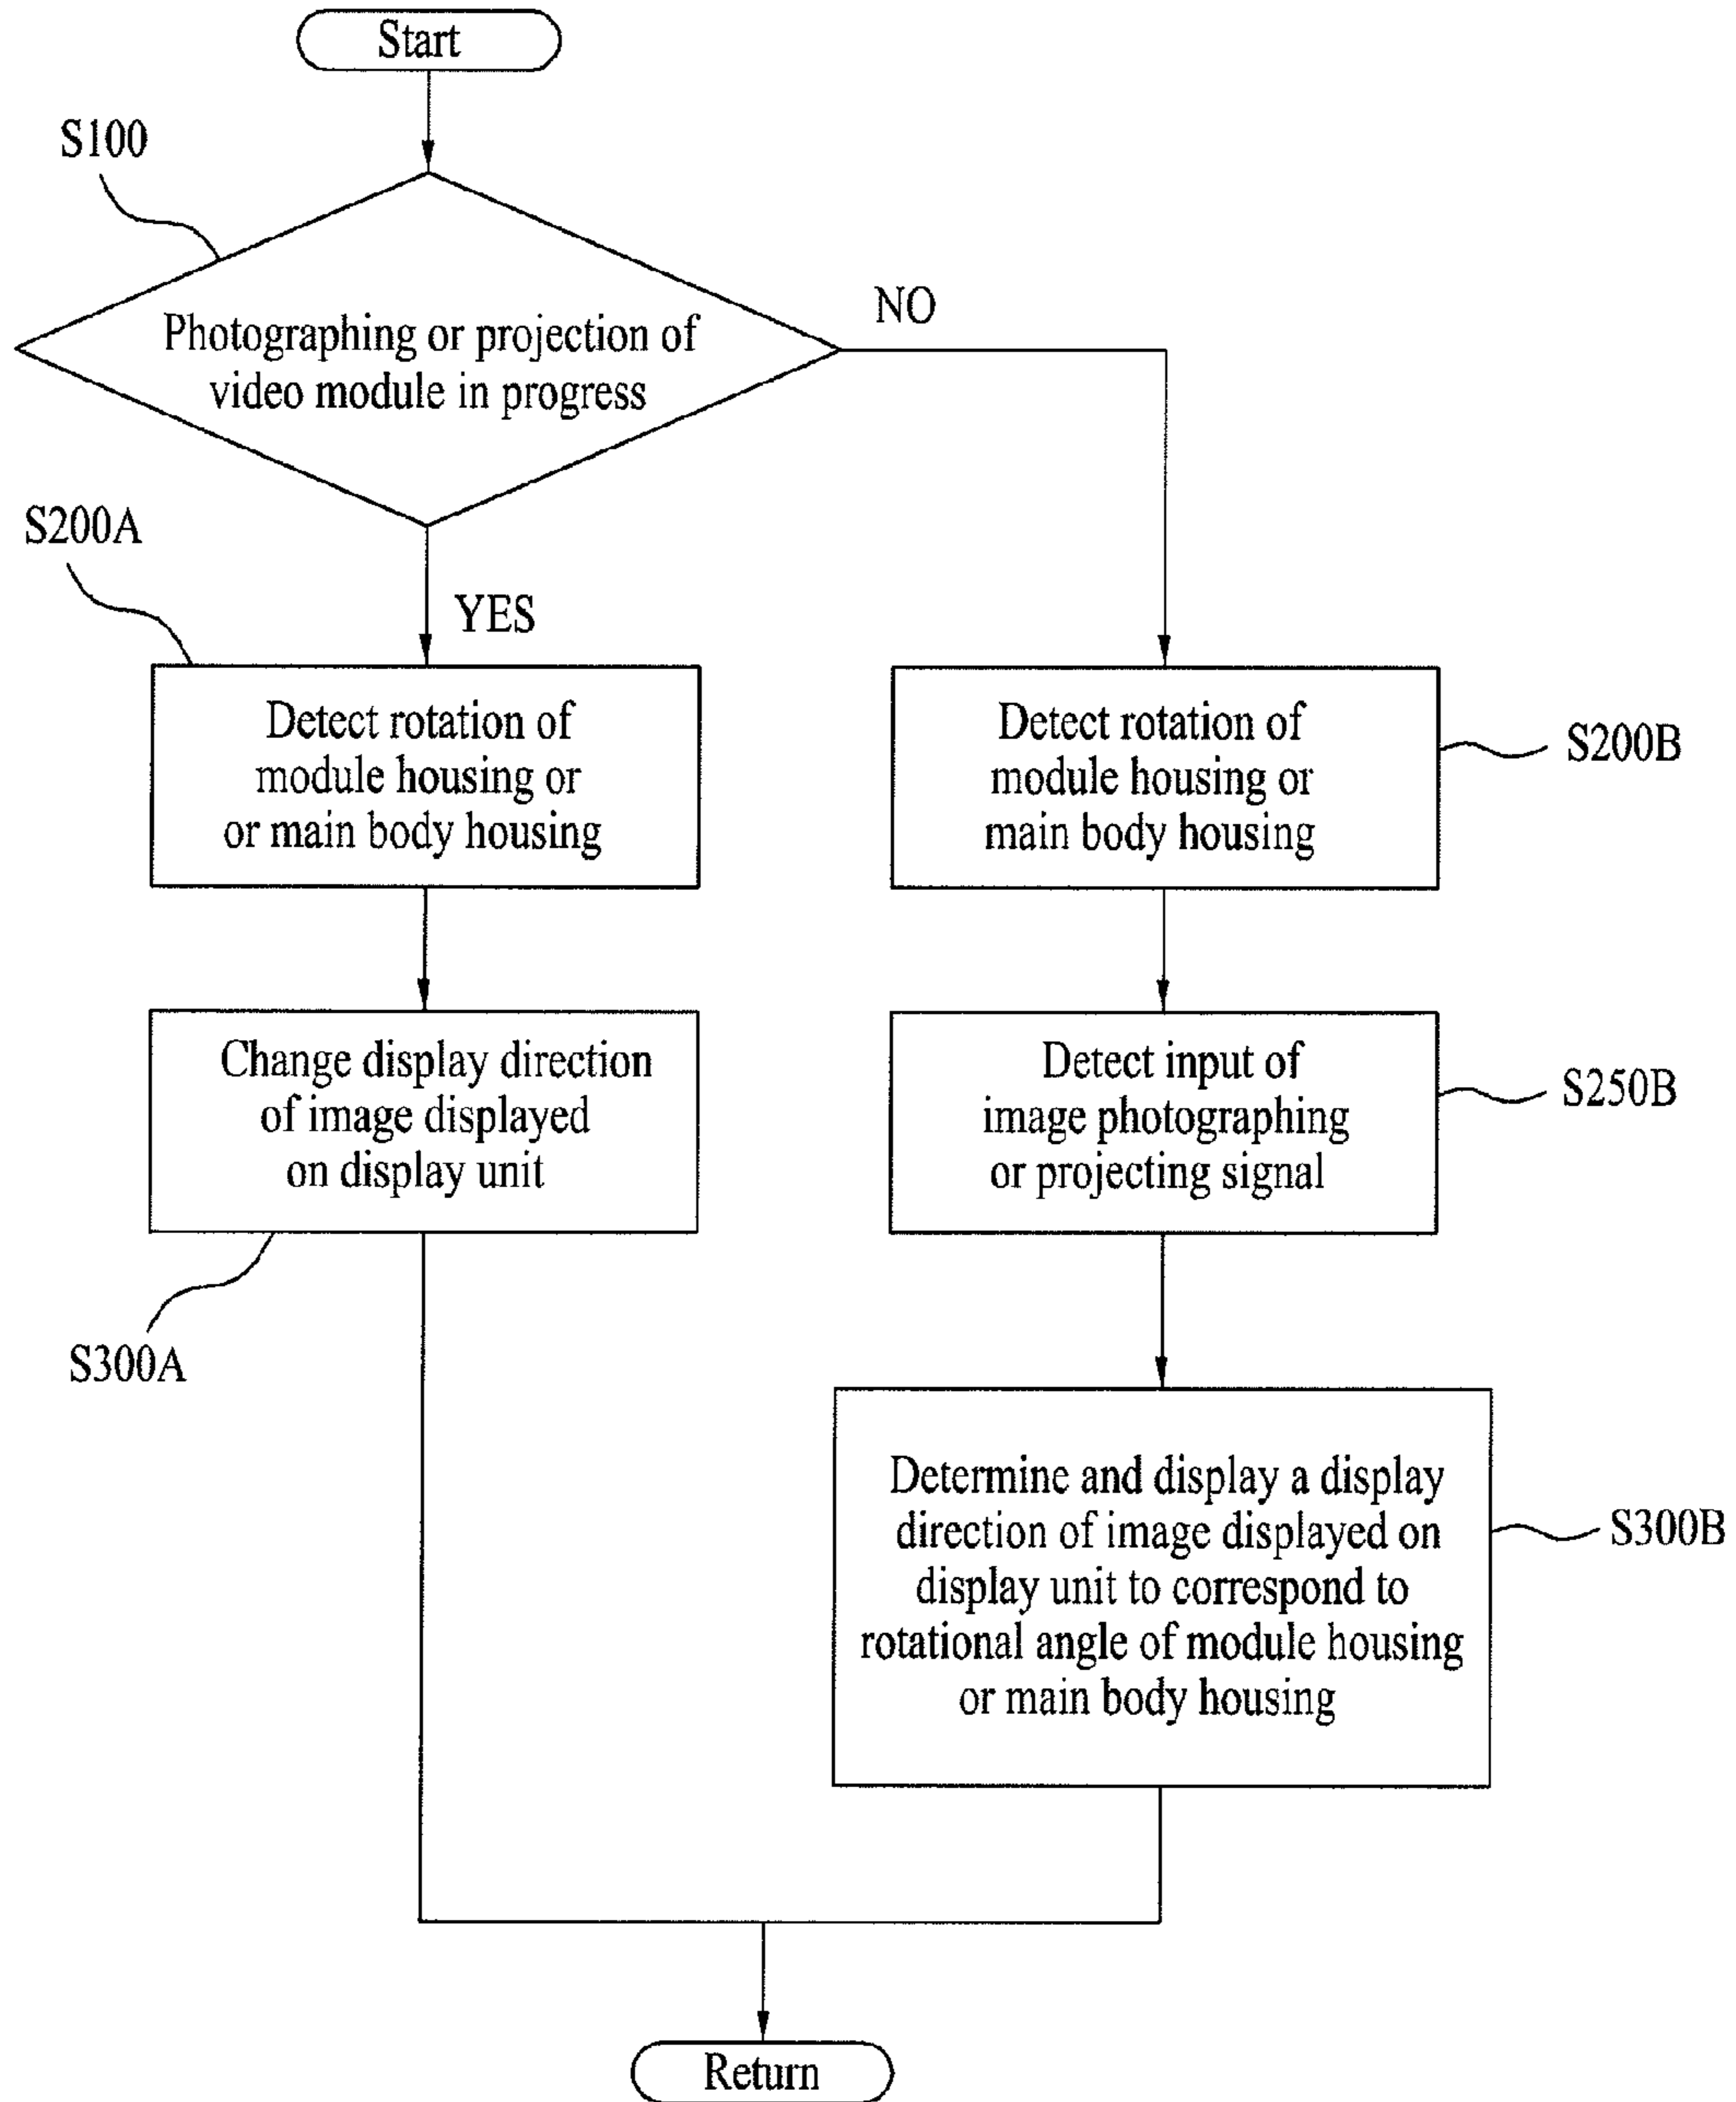 Start
S100
Photographing or projection of
video module in progress
NO
S200A
YES
Detect rotation of
module housing or
or main body housing
Detect rotation of
module housing or
main body housing
S200B
Change display direction
of image displayed
on display unit
S300A
Detect input of
image photographing
or projecting signal
S250B
Determine and display a display
direction of image displayed on
display unit to correspond to
rotational angle of module housing
or main body housing
S300B
Return